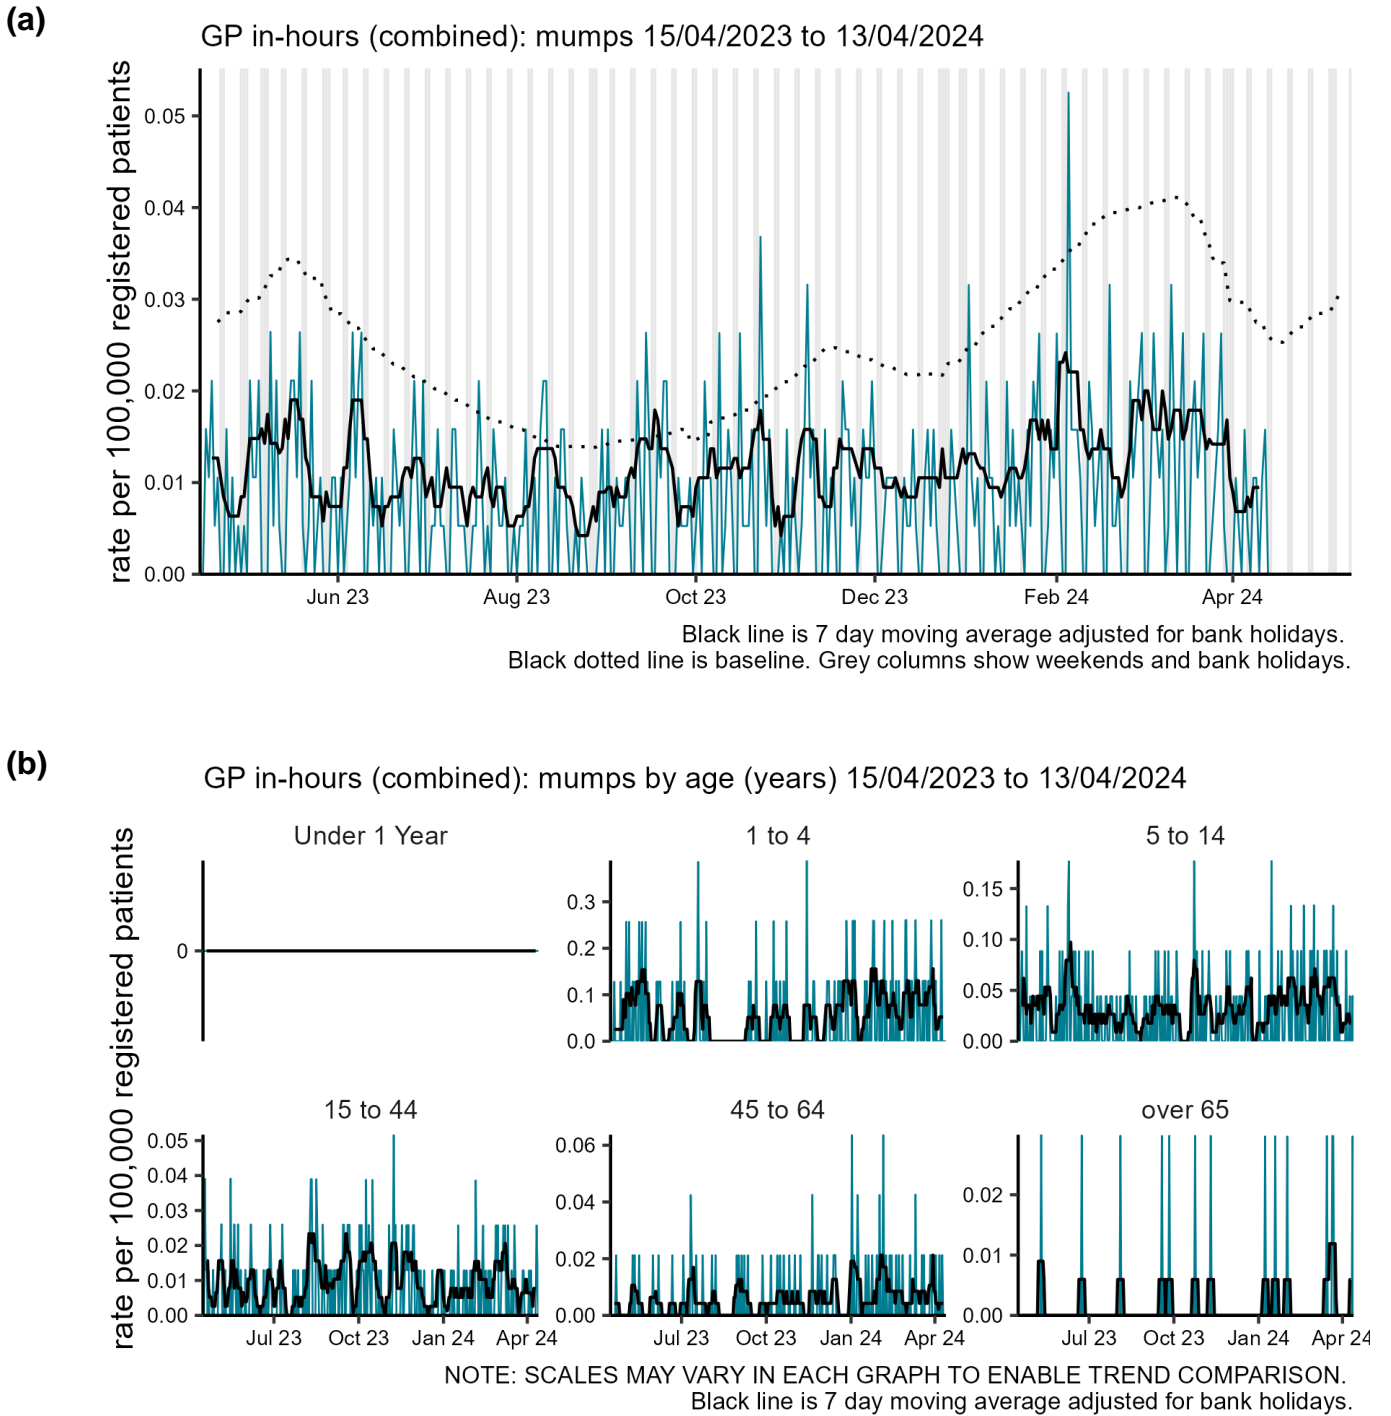 (a)
GP in-hours (combined): mumps 15/04/2023 to 13/04/2024
rate per 100,000 registered patients
0.05
0.04
0.03
0.02
0.01
0.00
Jun 23
Aug 23
Oct 23
Dec 23
Feb 24
Apr 24
Black line is 7 day moving average adjusted for bank holidays.
Black dotted line is baseline. Grey columns show weekends and bank holidays.
(b)
GP in-hours (combined): mumps by age (years) 15/04/2023 to 13/04/2024
rate per 100,000 registered patients
Under 1 Year
0
1 to 4
0.3
0.2
0.1
0.0
5 to 14
0.15
0.10
0.05
0.00
15 to 44
0.05
0.04
0.03
0.02
0.01
0.00
Jul 23
Oct 23
Jan 24
Apr 24
45 to 64
0.06
0.04
0.02
0.00
Jul 23
Oct 23
Jan 24
Apr 24
over 65
0.02
0.01
0.00
Jul 23
Oct 23
Jan 24
Apr 24
NOTE: SCALES MAY VARY IN EACH GRAPH TO ENABLE TREND COMPARISON.
Black line is 7 day moving average adjusted for bank holidays.